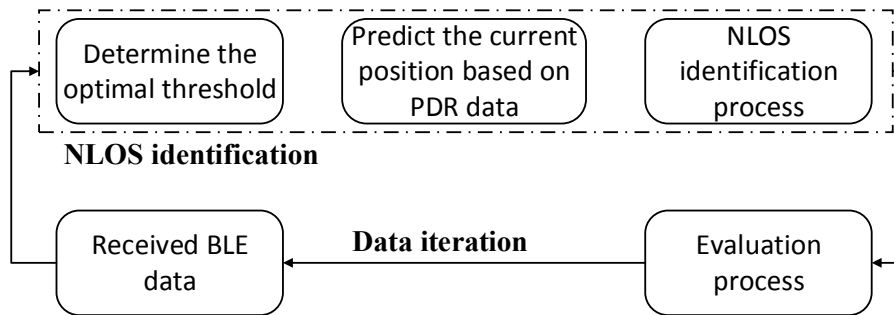 Determine the
optimal threshold
Predict the current
position based on
PDR data
NLOS
identification
process
NLOS identification
Received BLE
data
Data iteration
Evaluation
process